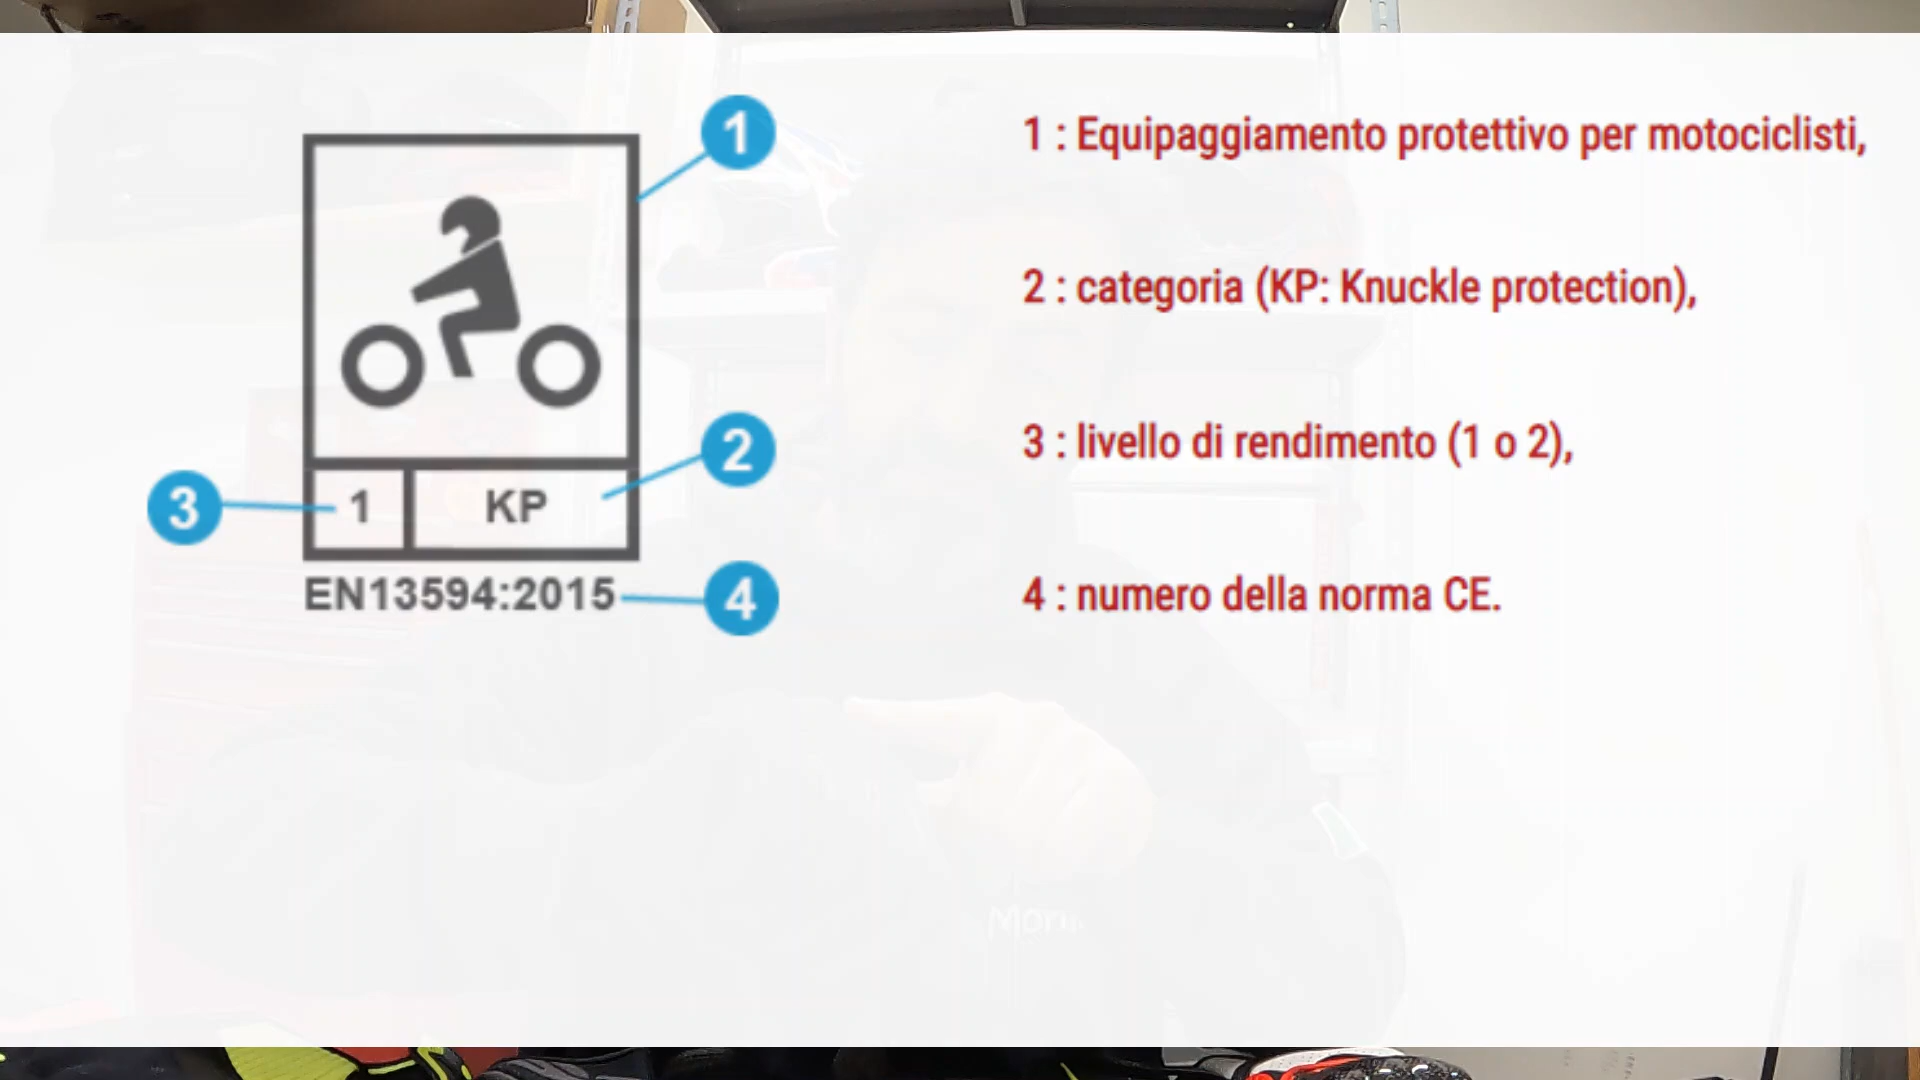 1
1 : Equipaggiamento protettivo per motociclisti,
2 : categoria (KP: Knuckle protection),
2
3 : livello di rendimento (1 o 2),
3
1
KP
EN13594:2015
4
4 : numero della norma CE.